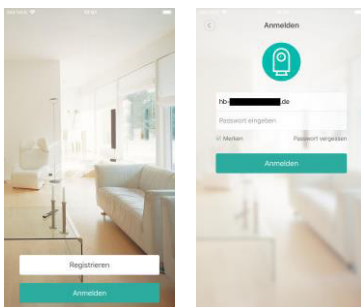 Registrieren
Anmelden
Anmelden
hb-
.de
Passwort eingeben
Merken
Passwort vergessen
Anmelden